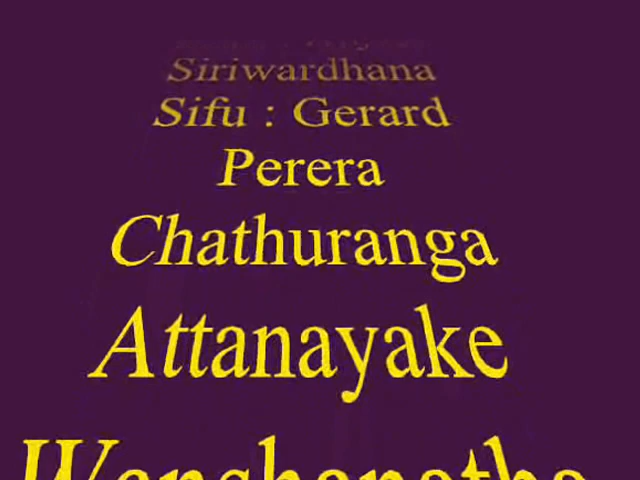 Siriwardhana
Sifu : Gerard
Perera
Chathuranga
Attanayake